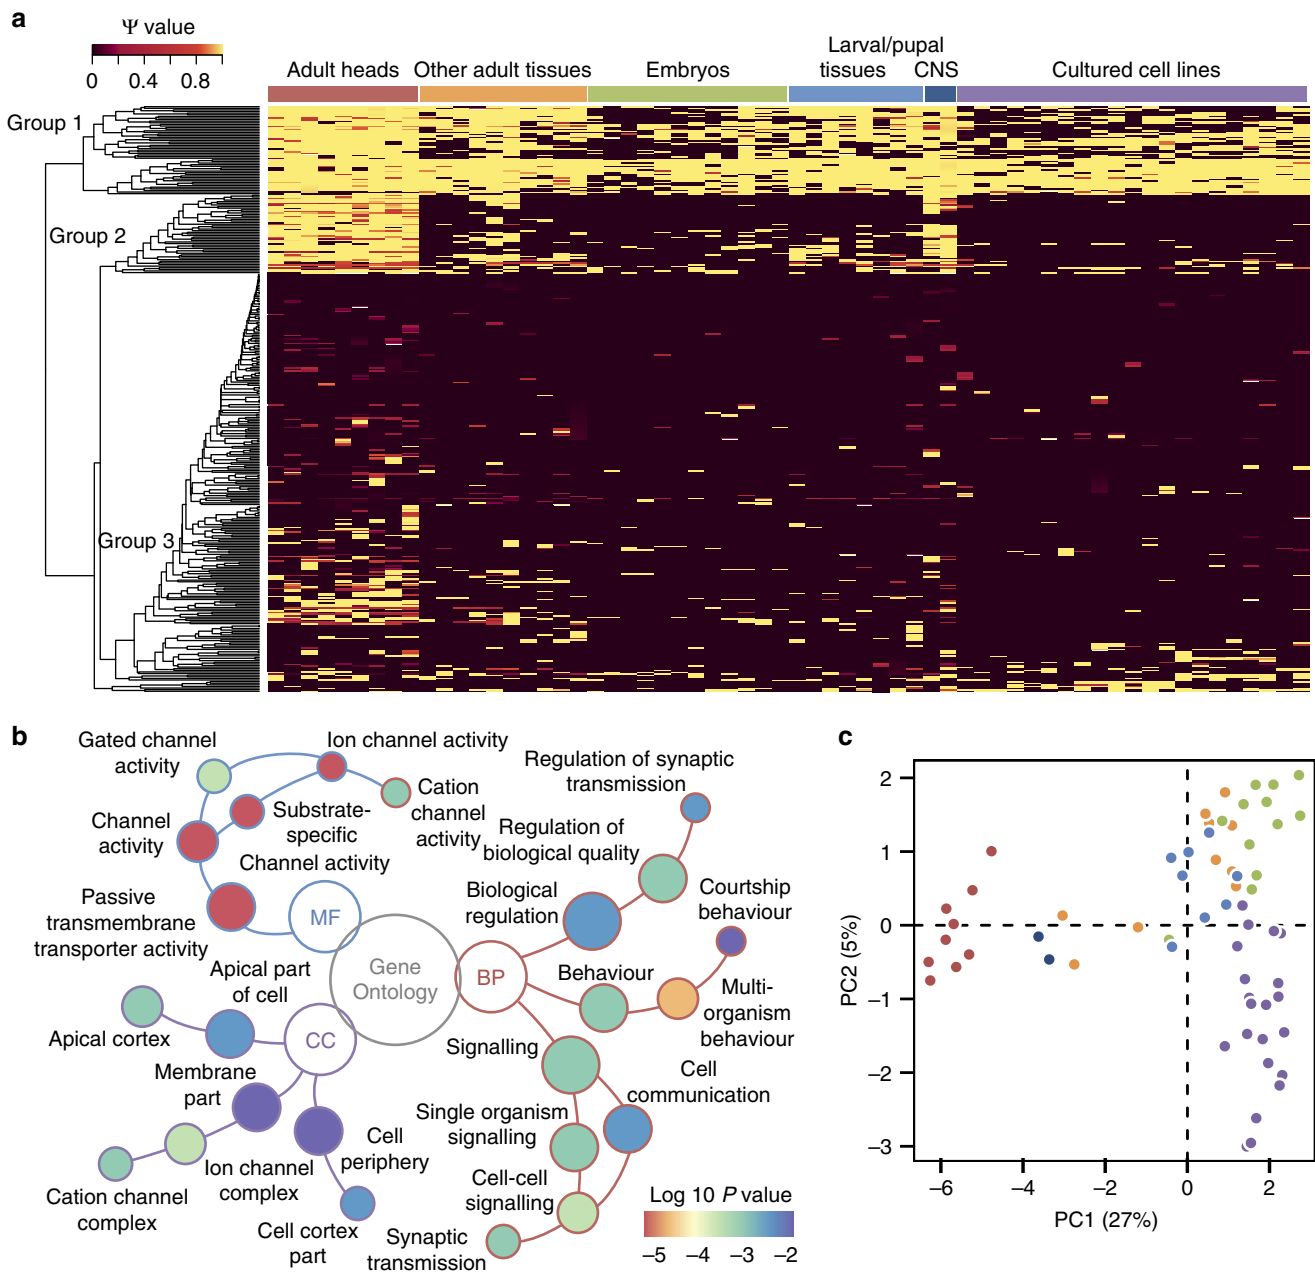 a
Ψ value
0 0.4 0.8
Adult heads
Other adult tissues
Embryos
Larval/pupal
tissues
CNS
Cultured cell lines
Group 1
Group 2
Group 3
b
Gated channel
activity
Ion channel activity
Cation
channel
activity
Substrate-
specific
Channel activity
Channel
activity
Passive
transmembrane
transporter activity
MF
Gene
Ontology
BP
CC
Regulation of synaptic
transmission
Regulation of
biological quality
Biological
regulation
Courtship
behaviour
Behaviour
Multi-
organism
behaviour
Apical part
of cell
Apical cortex
Membrane
part
Ion channel
complex
Cation channel
complex
Cell
periphery
Cell cortex
part
Signalling
Cell
communication
Single organism
signalling
Cell-cell
signalling
Synaptic
transmission
Log 10 P value
–5 –4 –3 –2
c
PC2 (5%)
2
1
0
–1
–2
–3
–6 –4 –2 0 2
PC1 (27%)